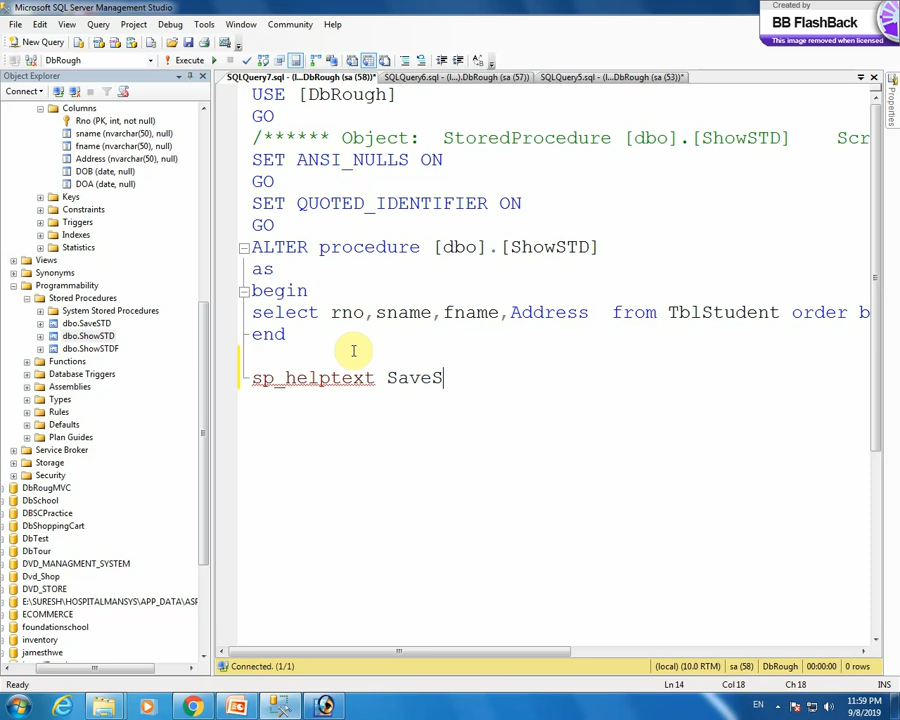 Microsoft SQL Server Management Studio
Created by
BB FlashBack
This image removed when licensed
File Edit View Query Project Debug Tools Window Community Help
New Query
DbRough
Execute
Object Explorer
Connect
Columns
Rno (PK, int, not null)
sname (nvarchar(50), null)
fname (nvarchar(50), null)
Address (nvarchar(50), null)
DOB (date, null)
DOA (date, null)
Keys
Constraints
Triggers
Indexes
Statistics
Views
Synonyms
Programmability
Stored Procedures
System Stored Procedures
dbo.SaveSTD
dbo.ShowSTD
dbo.ShowSTDF
Functions
Database Triggers
Assemblies
Types
Rules
Defaults
Plan Guides
Service Broker
Storage
Security
DbRougMVC
DbSchool
DBSCPractice
DbShoppingCart
DbTest
DbTour
DVD_MANAGMENT_SYSTEM
Dvd_Shop
DVD_STORE
E:\SURESH\HOSPITALMANSYS\APP_DATA\ASP
ECOMMERCE
foundationschool
inventory
jamesthwe
SQLQuery7.sql - (l...DbRough (sa (58))* SQLQuery6.sql - (l...).DbRough (sa (57)) SQLQuery5.sql - (l...DbRough (sa (53))*
USE [DbRough]
GO
/****** Object: StoredProcedure [dbo].[ShowSTD] Scr
SET ANSI_NULLS ON
GO
SET QUOTED_IDENTIFIER ON
GO
ALTER procedure [dbo].[ShowSTD]
as
begin
select rno,sname,fname,Address from TblStudent order b
end
sp_helptext SaveS
Properties
Connected. (1/1) (local) (10.0 RTM) sa (58) DbRough 00:00:00 0 rows
Ready Ln 14 Col 18 Ch 18 INS
EN 11:59 PM
9/8/2019